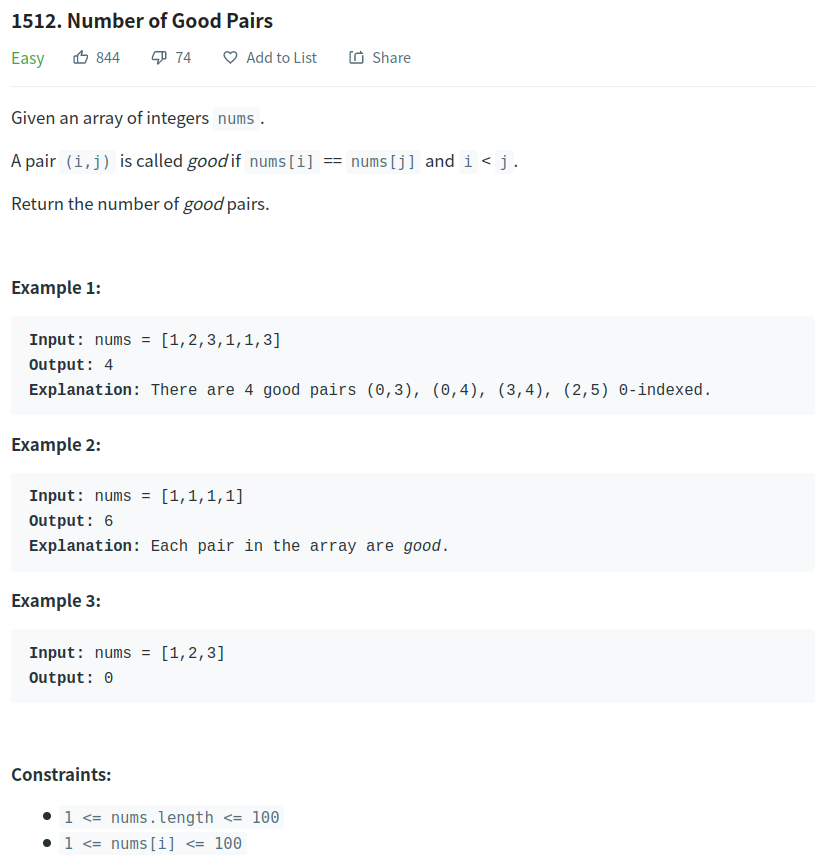 1512. Number of Good Pairs
Easy 844 74 Add to List Share
Given an array of integers nums .
A pair (i,j) is called good if nums[i] == nums[j] and i < j .
Return the number of good pairs.
Example 1:
Input: nums = [1,2,3,1,1,3]
Output: 4
Explanation: There are 4 good pairs (0,3), (0,4), (3,4), (2,5) 0-indexed.
Example 2:
Input: nums = [1,1,1,1]
Output: 6
Explanation: Each pair in the array are good.
Example 3:
Input: nums = [1,2,3]
Output: 0
Constraints:
1 <= nums.length <= 100
1 <= nums[i] <= 100